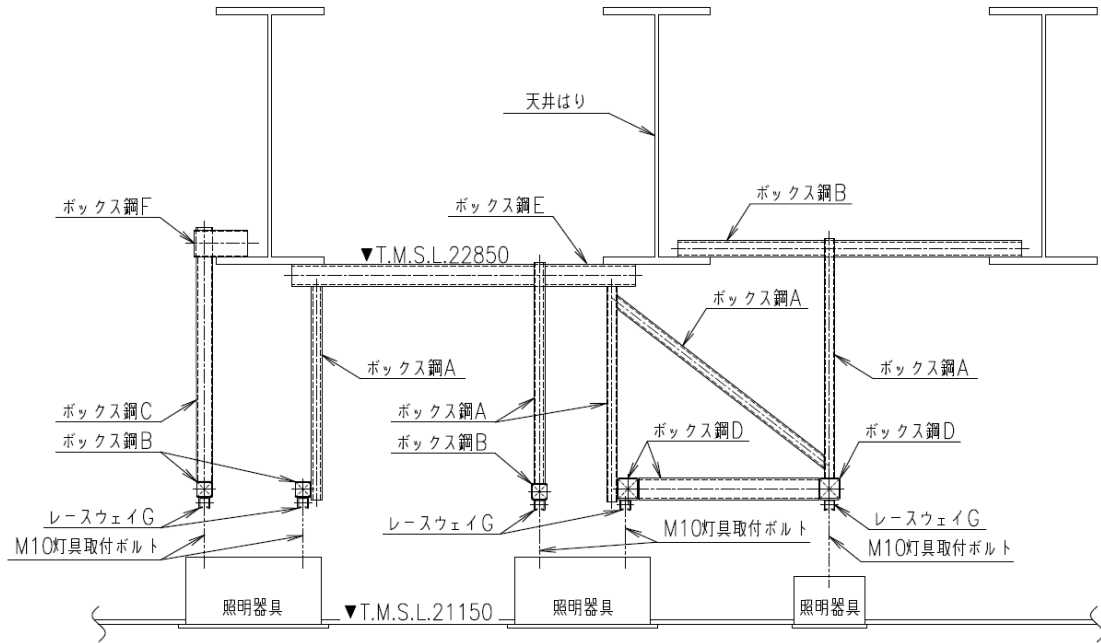 天井はり
ボックス鋼F
ボックス鋼E
ボックス鋼B
▼T.M.S.L.22850
ボックス鋼A
ボックス鋼A
ボックス鋼A
ボックス鋼C
ボックス鋼A
ボックス鋼B
ボックス鋼B
ボックス鋼D
ボックス鋼D
レースウェイG
レースウェイG
レースウェイG
M10灯具取付ボルト
M10灯具取付ボルト
M10灯具取付ボルト
照明器具
▼T.M.S.L.21150
照明器具
照明器具